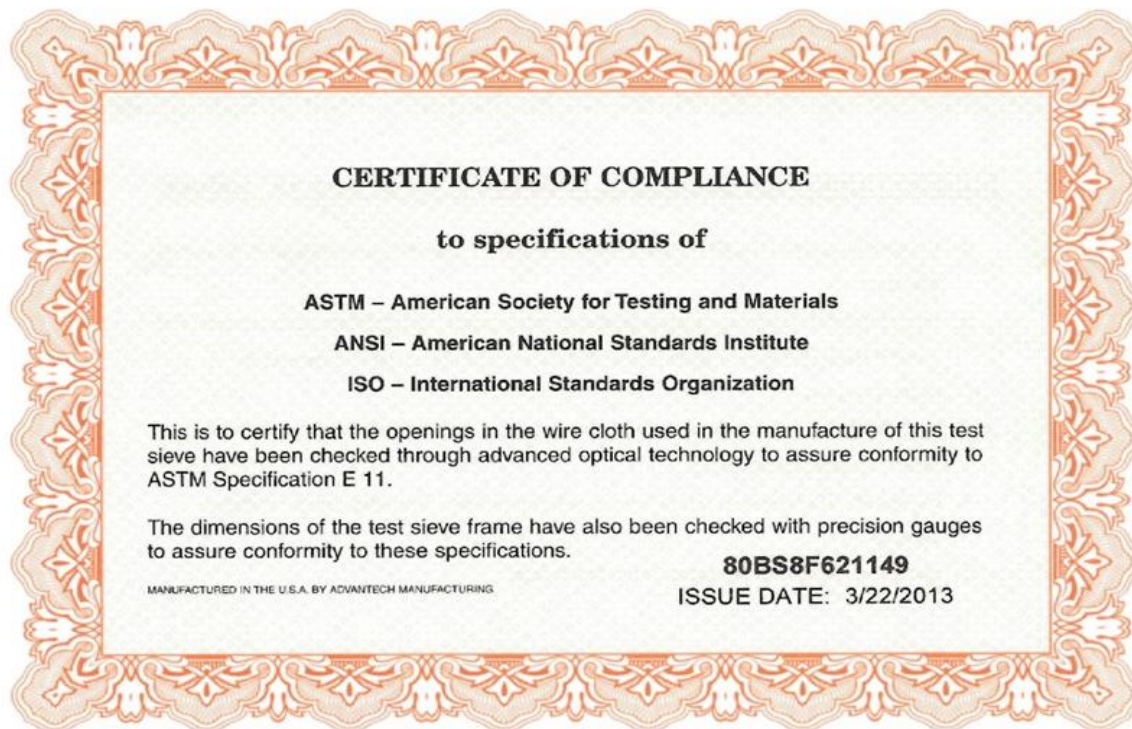 CERTIFICATE OF COMPLIANCE
to specifications of
ASTM – American Society for Testing and Materials
ANSI – American National Standards Institute
ISO – International Standards Organization
This is to certify that the openings in the wire cloth used in the manufacture of this test
sieve have been checked through advanced optical technology to assure conformity to
ASTM Specification E 11.
The dimensions of the test sieve frame have also been checked with precision gauges
to assure conformity to these specifications.
80BS8F621149
MANUFACTURED IN THE U.S.A. BY ADVANTECH MANUFACTURING
ISSUE DATE: 3/22/2013